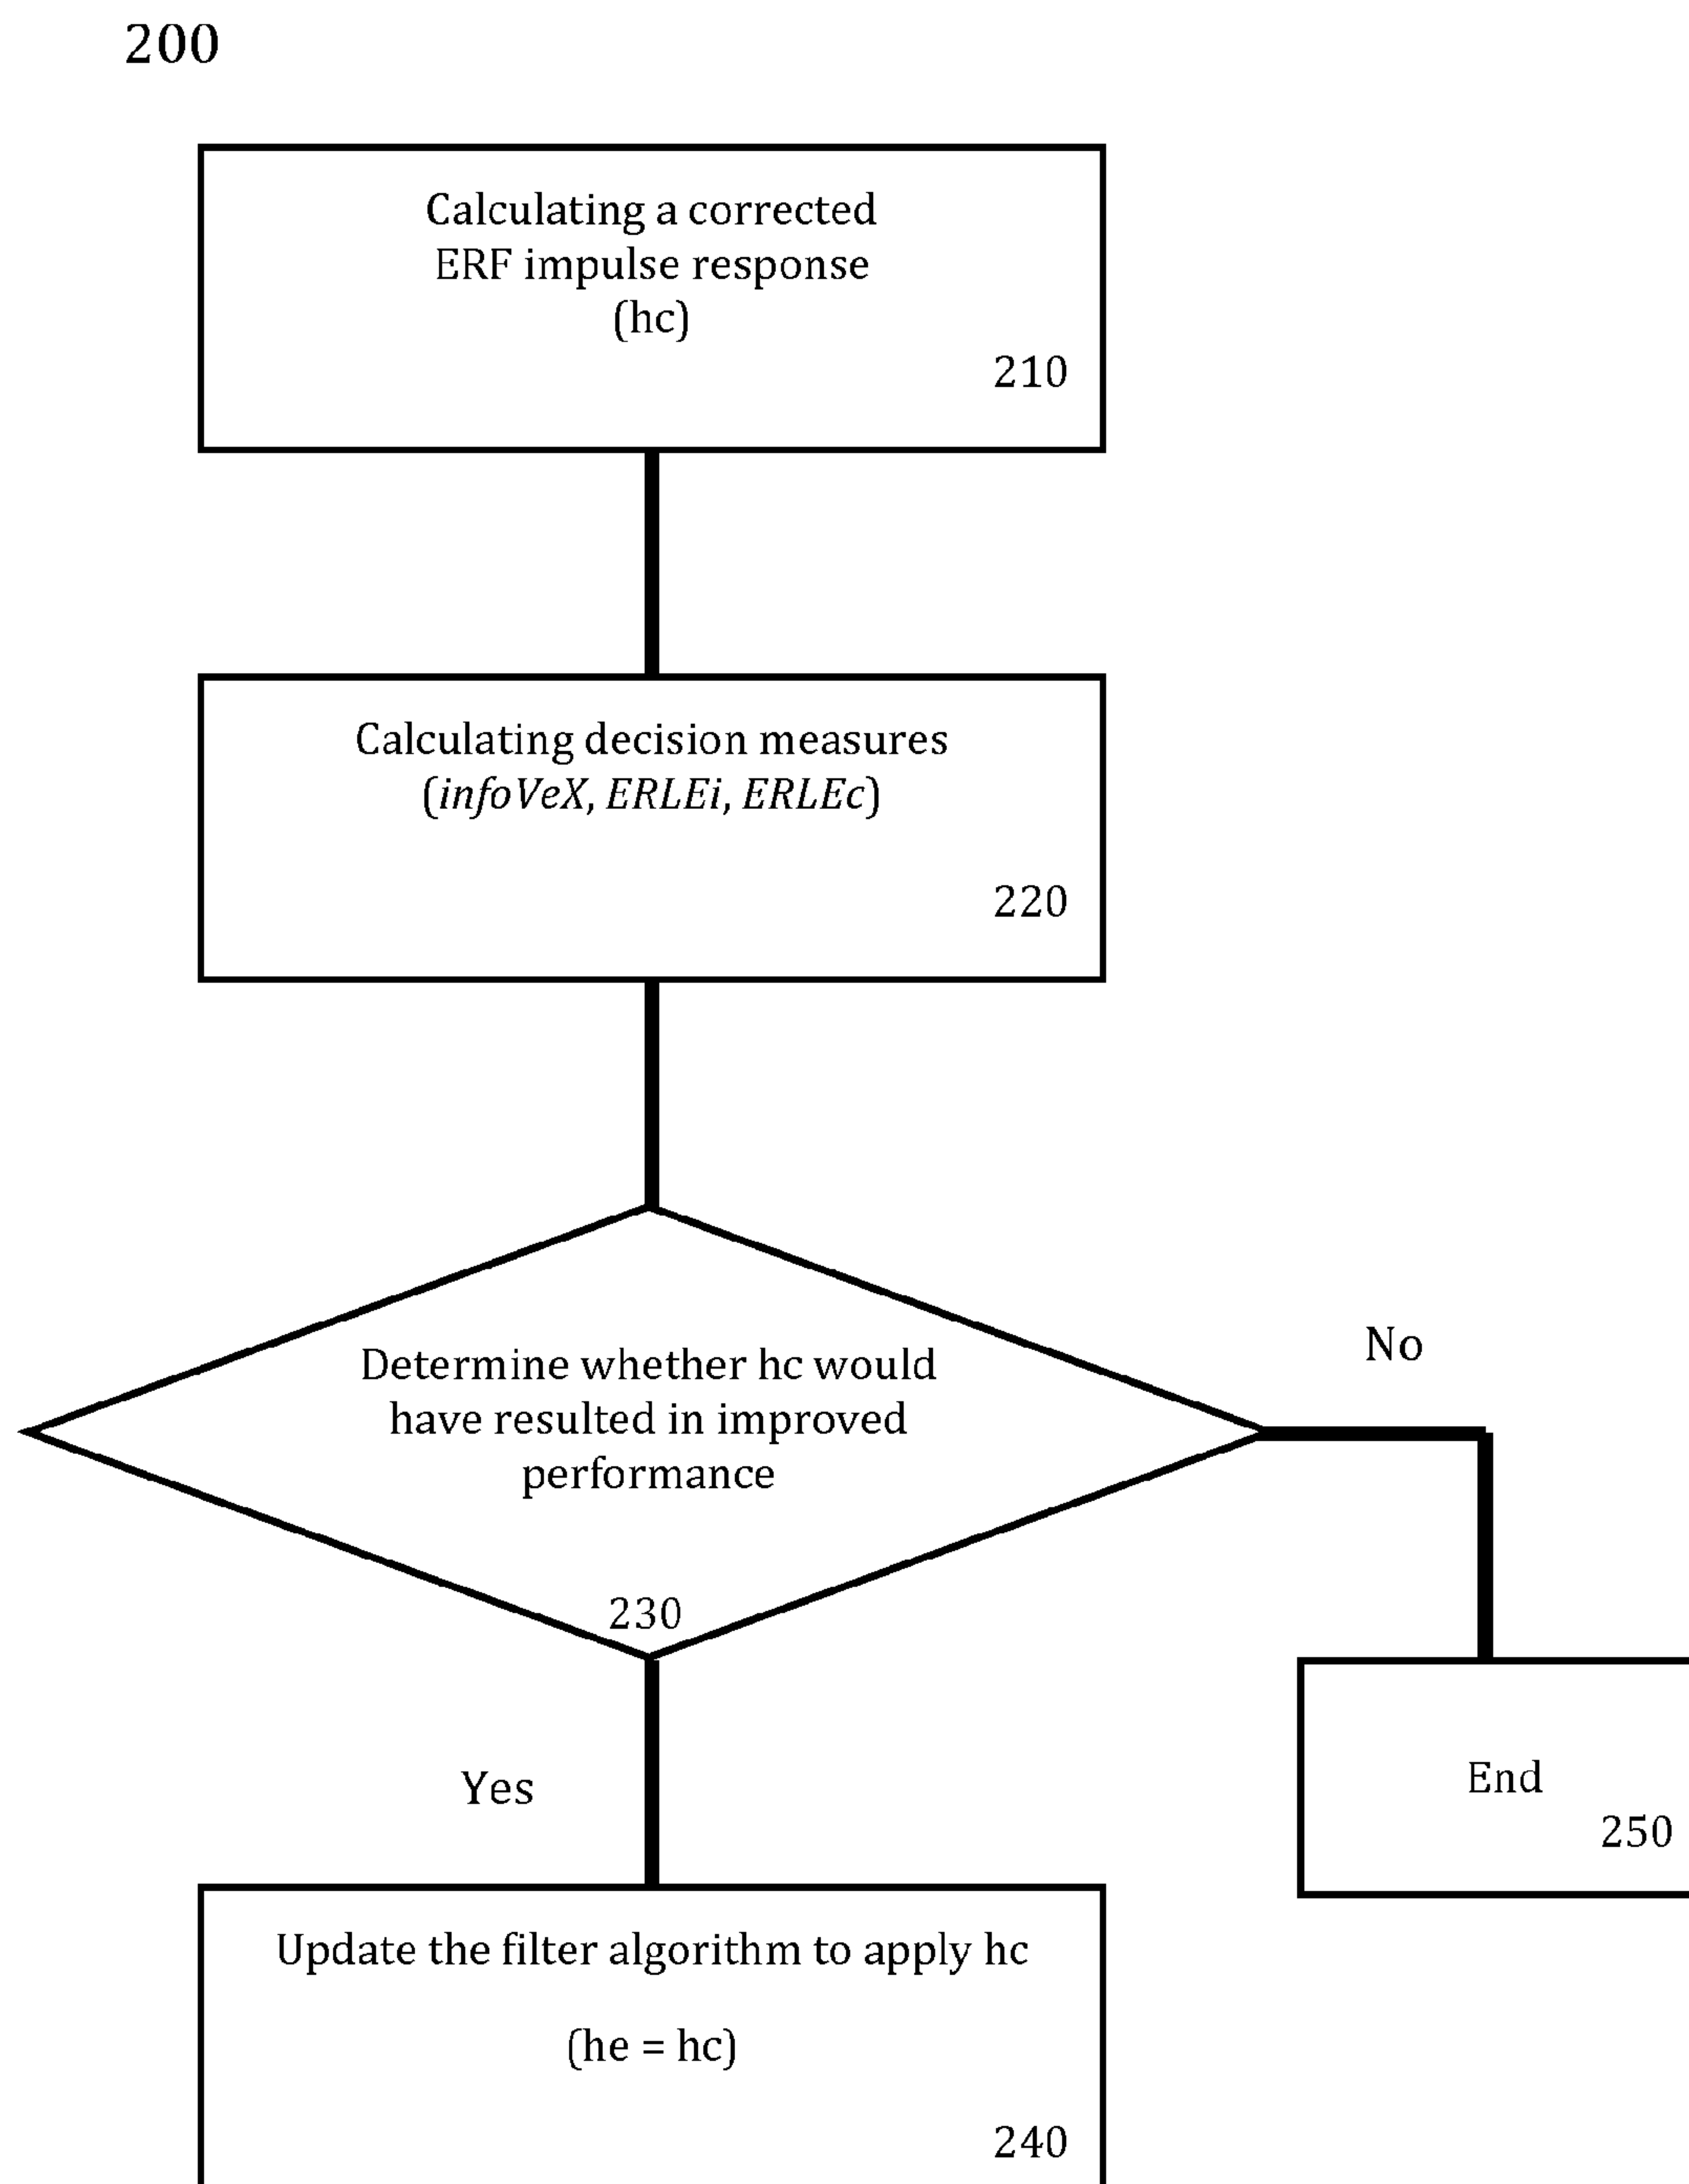 200
Calculating a corrected
ERF impulse response
(hc)
210
Calculating decision measures
(infoVeX, ERLEi, ERLEc)
220
Determine whether hc would
have resulted in improved
performance
230
No
Yes
End
250
Update the filter algorithm to apply hc
(he = hc)
240